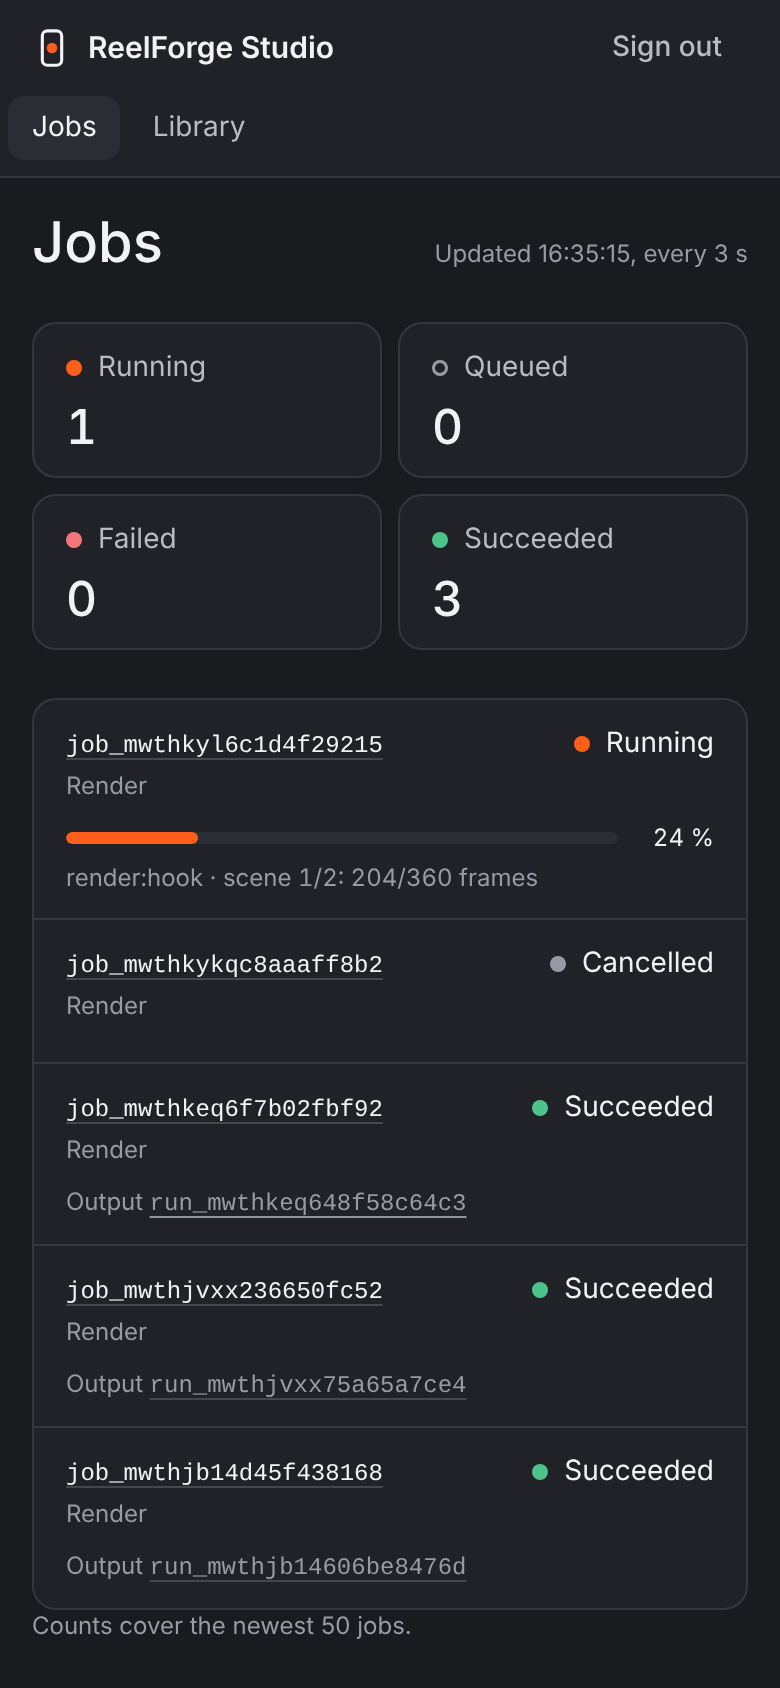 ReelForge Studio
Sign out
Jobs
Library
Jobs
Updated 16:35:15, every 3 s
Running
1
Queued
0
Failed
0
Succeeded
3
job_mwthkyl6c1d4f29215
Running
Render
24 %
render:hook · scene 1/2: 204/360 frames
job_mwthkykqc8aaaff8b2
Cancelled
Render
job_mwthkeq6f7b02fbf92
Succeeded
Render
Output run_mwthkeq648f58c64c3
job_mwthjvxx236650fc52
Succeeded
Render
Output run_mwthjvxx75a65a7ce4
job_mwthjb14d45f438168
Succeeded
Render
Output run_mwthjb14606be8476d
Counts cover the newest 50 jobs.